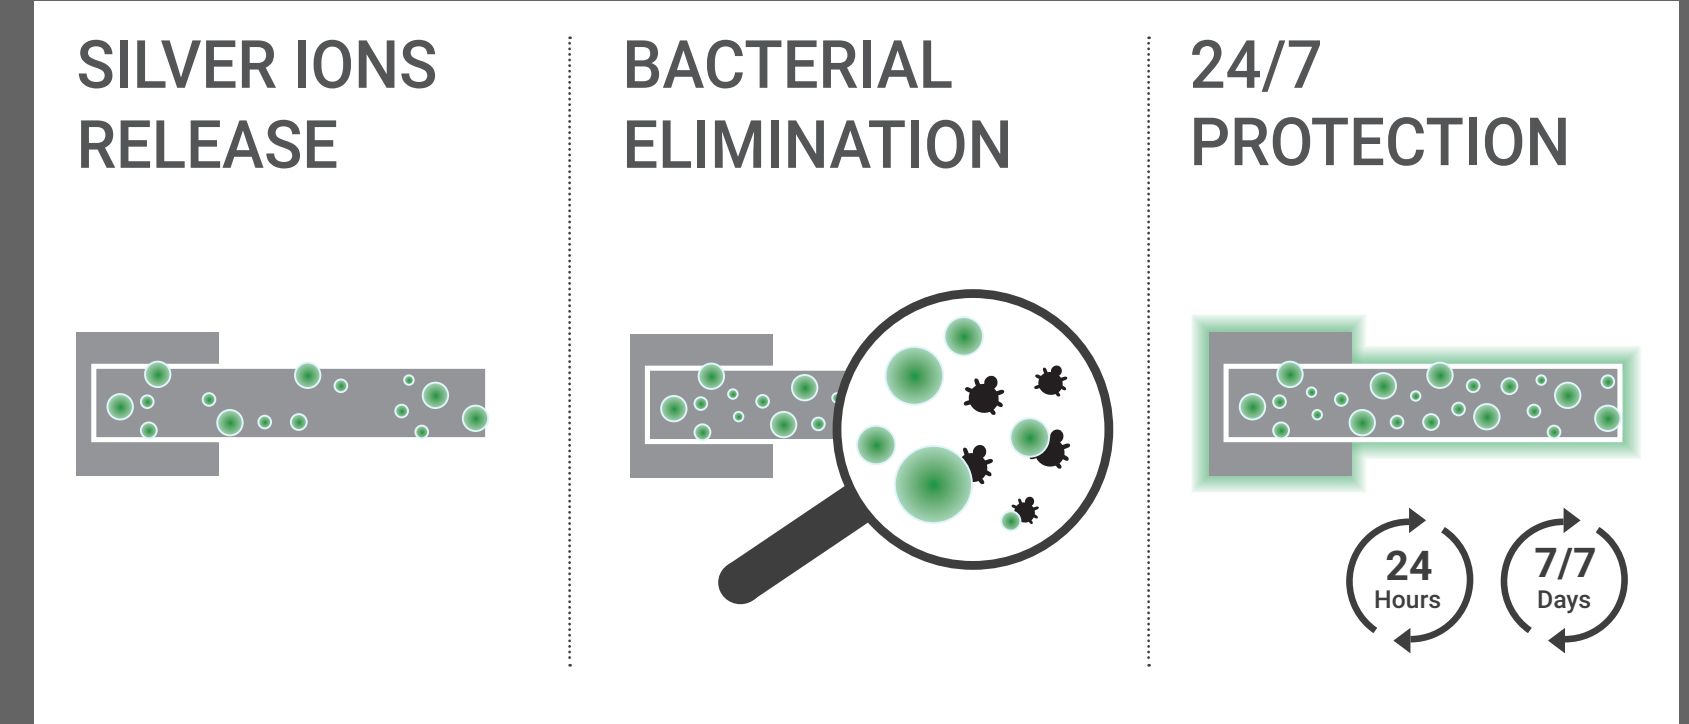 SILVER IONS
RELEASE
BACTERIAL
ELIMINATION
24/7
PROTECTION
24
Hours
7/7
Days